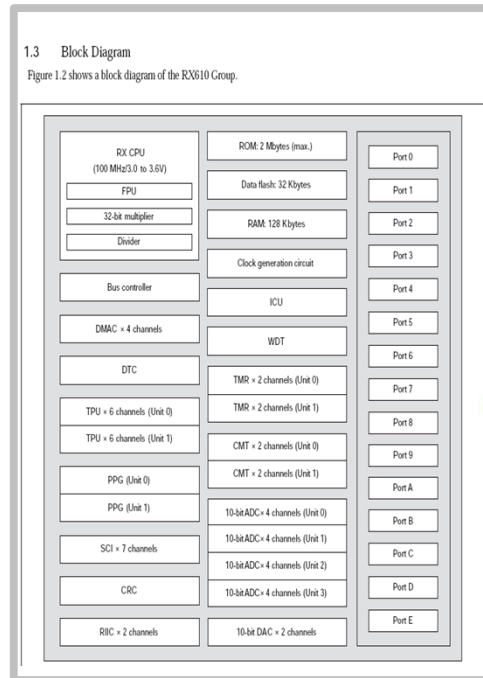 1.3 Block Diagram
Figure 1.2 shows a block diagram of the RX610 Group.
RX CPU
(100 MHz/3.0 to 3.6V)
FPU
32-bit multiplier
Divider
Bus controller
DMAC × 4 channels
DTC
TPU × 6 channels (Unit 0)
TPU × 6 channels (Unit 1)
PPG (Unit 0)
PPG (Unit 1)
SCI × 7 channels
CRC
RIIC × 2 channels
ROM: 2 Mbytes (max.)
Data flash: 32 Kbytes
RAM: 128 Kbytes
Clock generation circuit
ICU
WDT
TMR × 2 channels (Unit 0)
TMR × 2 channels (Unit 1)
CMT × 2 channels (Unit 0)
CMT × 2 channels (Unit 1)
10-bit ADC × 4 channels (Unit 0)
10-bit ADC × 4 channels (Unit 1)
10-bit ADC × 4 channels (Unit 2)
10-bit ADC × 4 channels (Unit 3)
10-bit DAC × 2 channels
Port 0
Port 1
Port 2
Port 3
Port 4
Port 5
Port 6
Port 7
Port 8
Port 9
Port A
Port B
Port C
Port D
Port E